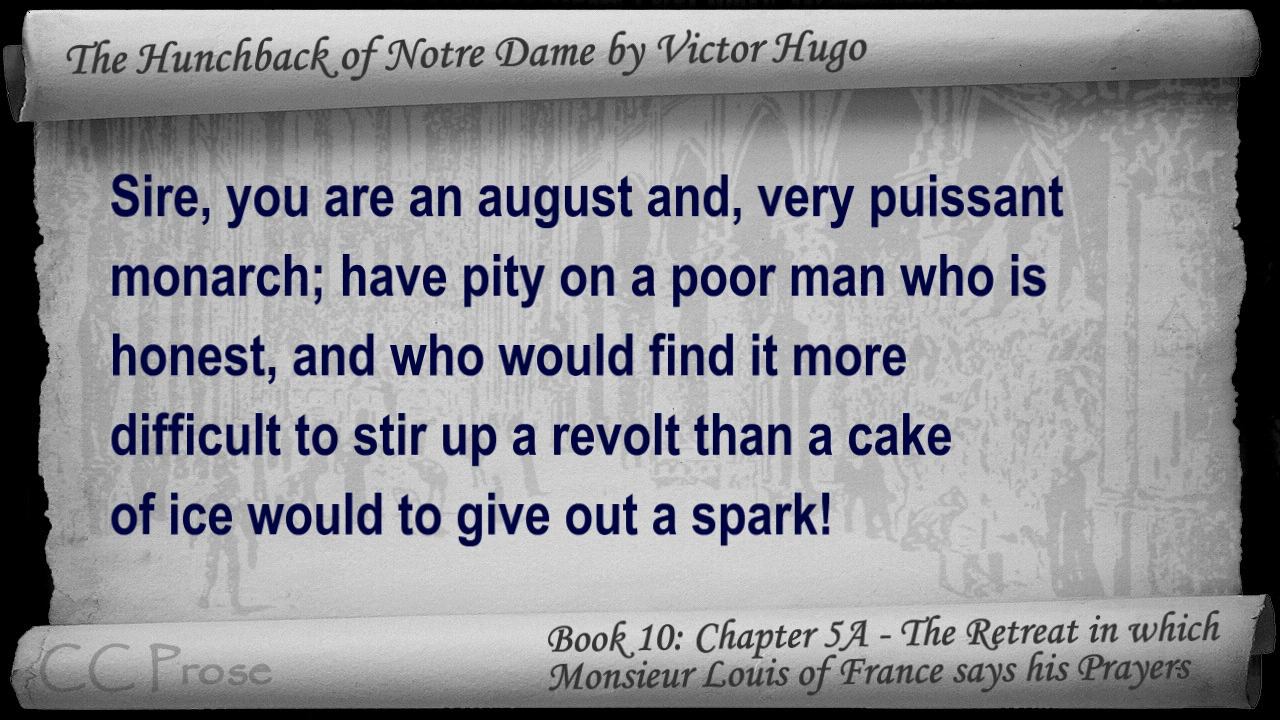 The Hunchback of Notre Dame by Victor Hugo
Sire, you are an august and, very puissant
monarch; have pity on a poor man who is
honest, and who would find it more
difficult to stir up a revolt than a cake
of ice would to give out a spark!
Book 10: Chapter 5A - The Retreat in which
Monsieur Louis of France says his Prayers
CC Prose